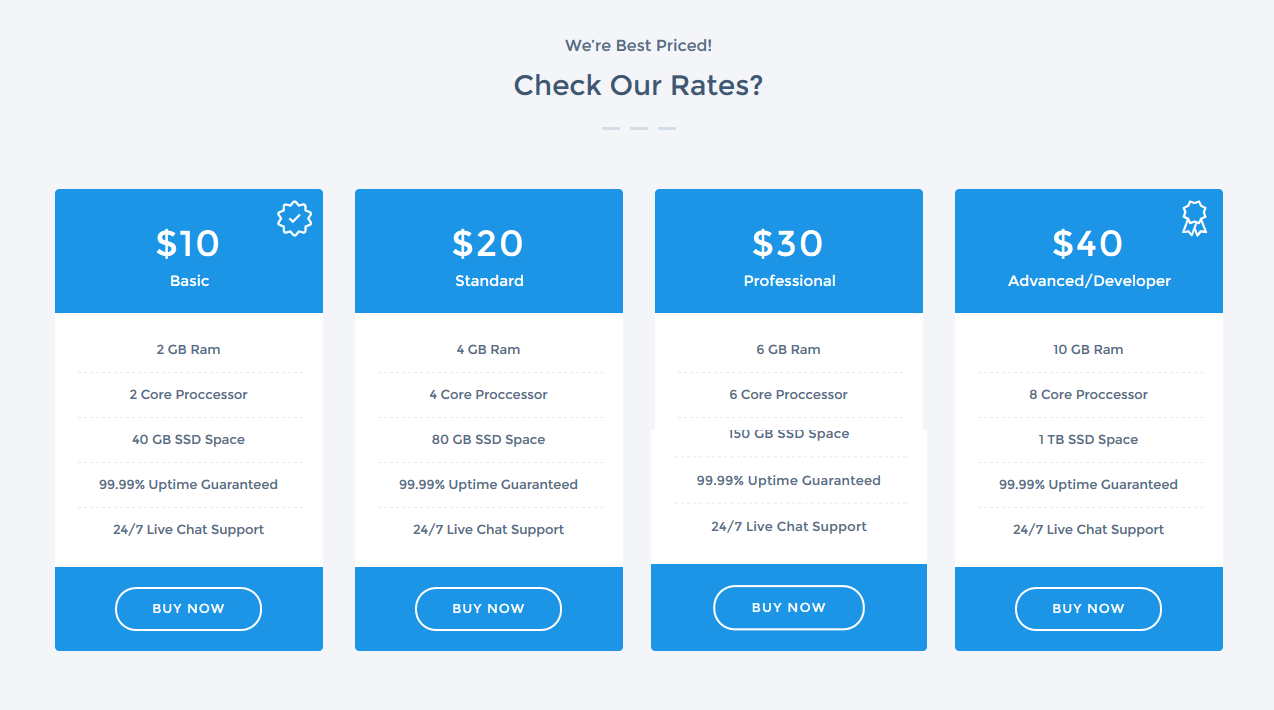 We're Best Priced!
Check Our Rates?
$10
Basic
2 GB Ram
2 Core Proccessor
40 GB SSD Space
99.99% Uptime Guaranteed
24/7 Live Chat Support
BUY NOW
$20
Standard
4 GB Ram
4 Core Proccessor
80 GB SSD Space
99.99% Uptime Guaranteed
24/7 Live Chat Support
BUY NOW
$30
Professional
6 GB Ram
6 Core Proccessor
150 GB SSD Space
99.99% Uptime Guaranteed
24/7 Live Chat Support
BUY NOW
$40
Advanced/Developer
10 GB Ram
8 Core Proccessor
1 TB SSD Space
99.99% Uptime Guaranteed
24/7 Live Chat Support
BUY NOW